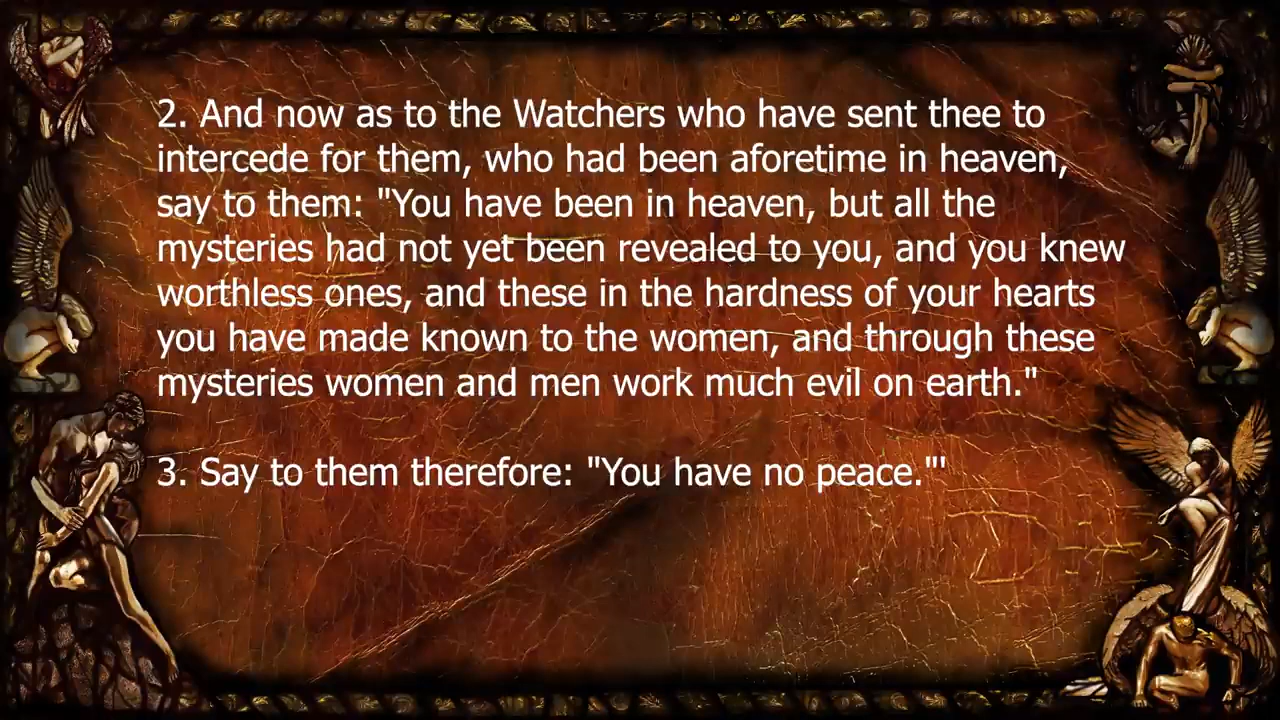 2. And now as to the Watchers who have sent thee to
intercede for them, who had been aforetime in heaven,
say to them: "You have been in heaven, but all the
mysteries had not yet been revealed to you, and you knew
worthless ones, and these in the hardness of your hearts
you have made known to the women, and through these
mysteries women and men work much evil on earth."
3. Say to them therefore: "You have no peace."'